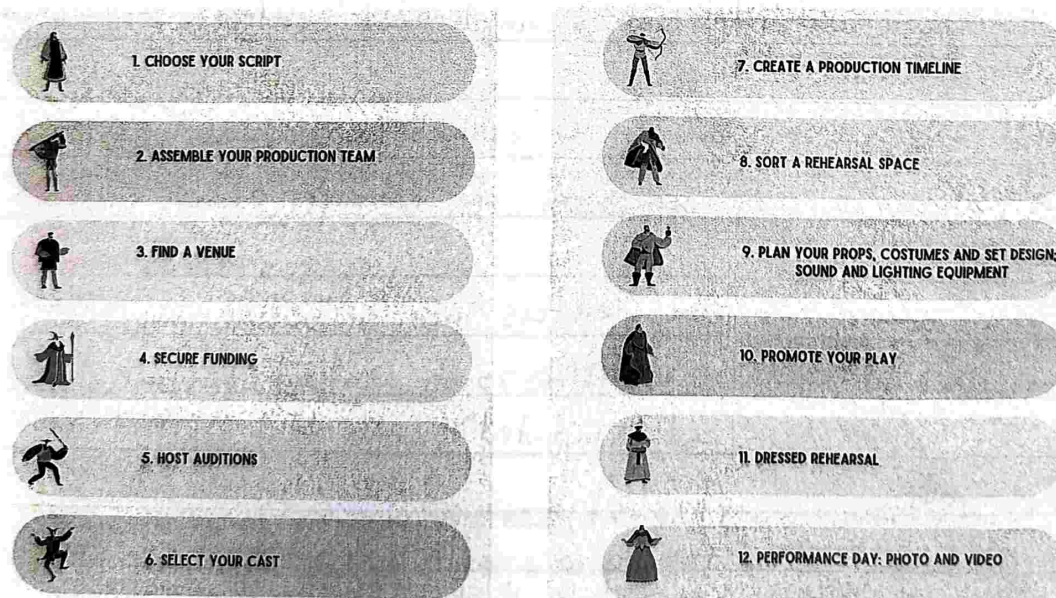 1. CHOOSE YOUR SCRIPT
2. ASSEMBLE YOUR PRODUCTION TEAM
3. FIND A VENUE
4. SECURE FUNDING
5. HOST AUDITIONS
6. SELECT YOUR CAST
7. CREATE A PRODUCTION TIMELINE
8. SORT A REHEARSAL SPACE
9. PLAN YOUR PROPS, COSTUMES AND SET DESIGN;
SOUND AND LIGHTING EQUIPMENT
10. PROMOTE YOUR PLAY
11. DRESSED REHEARSAL
12. PERFORMANCE DAY: PHOTO AND VIDEO